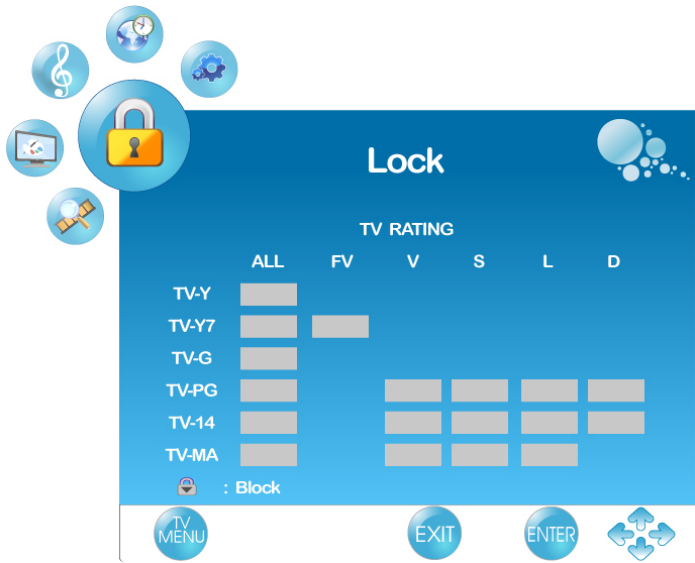 Lock
TV RATING
ALL FV V S L D
TV-Y
TV-Y7
TV-G
TV-PG
TV-14
TV-MA
: Block
TV
MENU
EXIT
ENTER